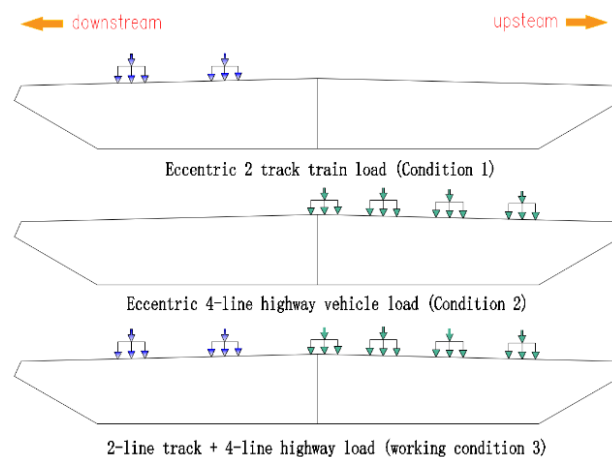 downstream
upsteam
Eccentric 2 track train load (Condition 1)
Eccentric 4-line highway vehicle load (Condition 2)
2-line track + 4-line highway load (working condition 3)